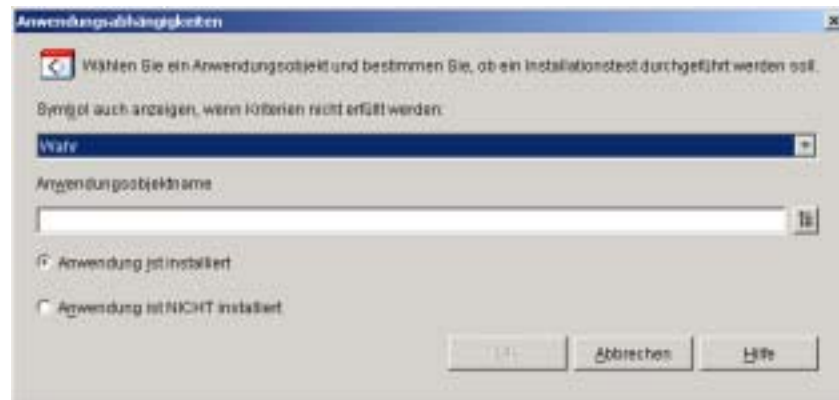 Anwendungsabhängigkeiten
Wählen Sie ein Anwendungsobjekt und bestimmen Sie, ob ein Installationstest durchgeführt werden soll.
Symbol auch anzeigen, wenn Kriterien nicht erfüllt werden:
Wahr
Anwendungsobjektname
Anwendung ist installiert
Anwendung ist NICHT installiert
Abbrechen Hilfe